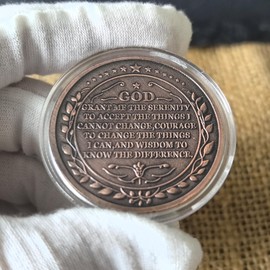 GOD
GRANT ME THE SERENITY
TO ACCEPT THE THINGS I
CANNOT CHANGE,COURAGE
TO CHANGE THE THINGS
I CAN,AND WISDOM TO
KNOW THE DIFFERENCE.